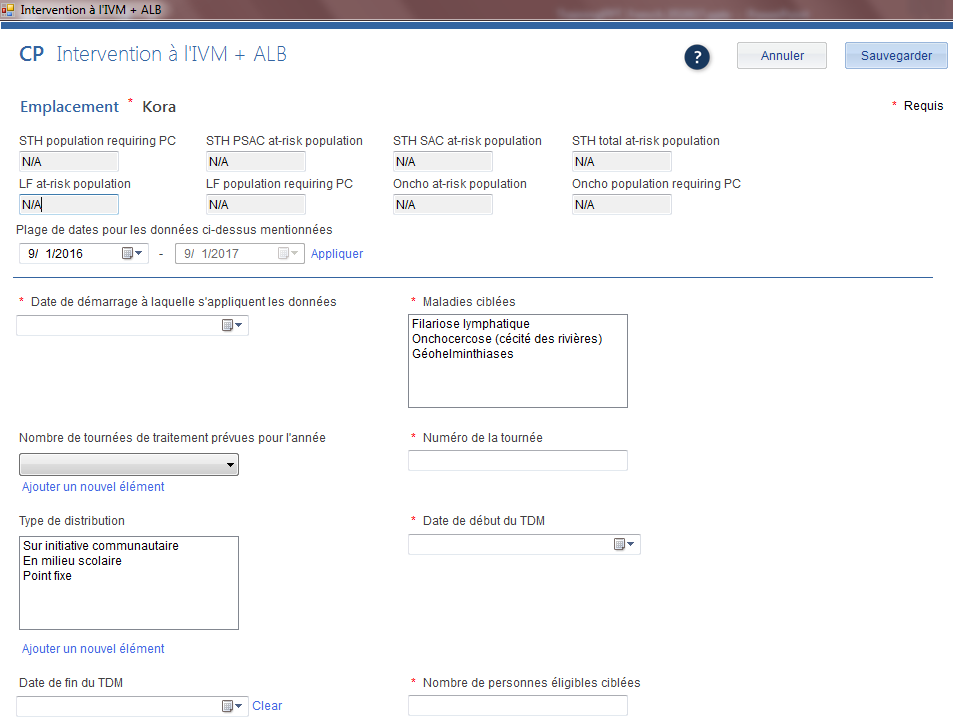 Intervention à l'IVM + ALB
CP Intervention à l'IVM + ALB
? Annuler Sauvegarder
Emplacement * Kora
* Requis
STH population requiring PC STH PSAC at-risk population STH SAC at-risk population STH total at-risk population
N/A N/A N/A N/A
LF at-risk population LF population requiring PC Oncho at-risk population Oncho population requiring PC
N/A N/A N/A N/A
Plage de dates pour les données ci-dessus mentionnées
9/ 1/2016 - 9/ 1/2017 Appliquer
* Date de démarrage à laquelle s'appliquent les données
* Maladies ciblées
Filariose lymphatique
Onchocercose (cécité des rivières)
Géohelminthiases
Nombre de tournées de traitement prévues pour l'année
Ajouter un nouvel élément
* Numéro de la tournée
Type de distribution
Sur initiative communautaire
En milieu scolaire
Point fixe
Ajouter un nouvel élément
* Date de début du TDM
Date de fin du TDM
Clear
* Nombre de personnes éligibles ciblées